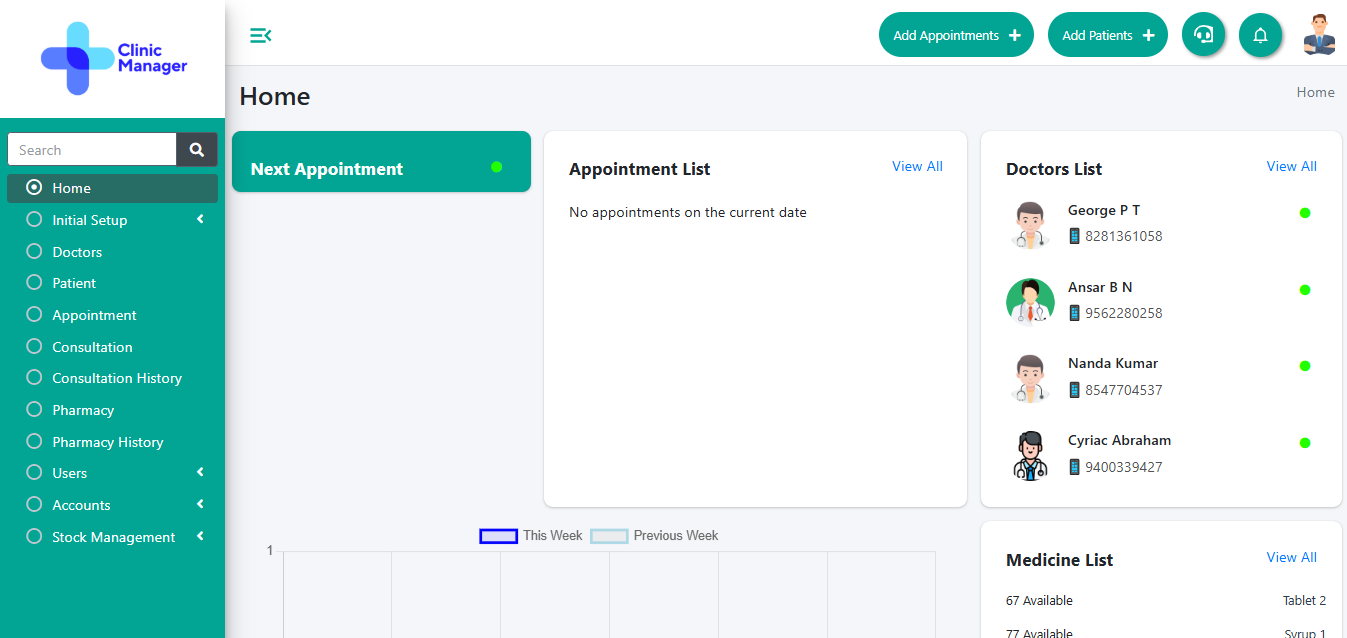 Clinic
Manager
Search
Home
Initial Setup
Doctors
Patient
Appointment
Consultation
Consultation History
Pharmacy
Pharmacy History
Users
Accounts
Stock Management
Add Appointments +
Add Patients +
Home
Home
Next Appointment
Appointment List View All
No appointments on the current date
This Week Previous Week
1
Doctors List View All
George P T
8281361058
Ansar B N
9562280258
Nanda Kumar
8547704537
Cyriac Abraham
9400339427
Medicine List View All
67 Available Tablet 2
77 Available Syrup 1